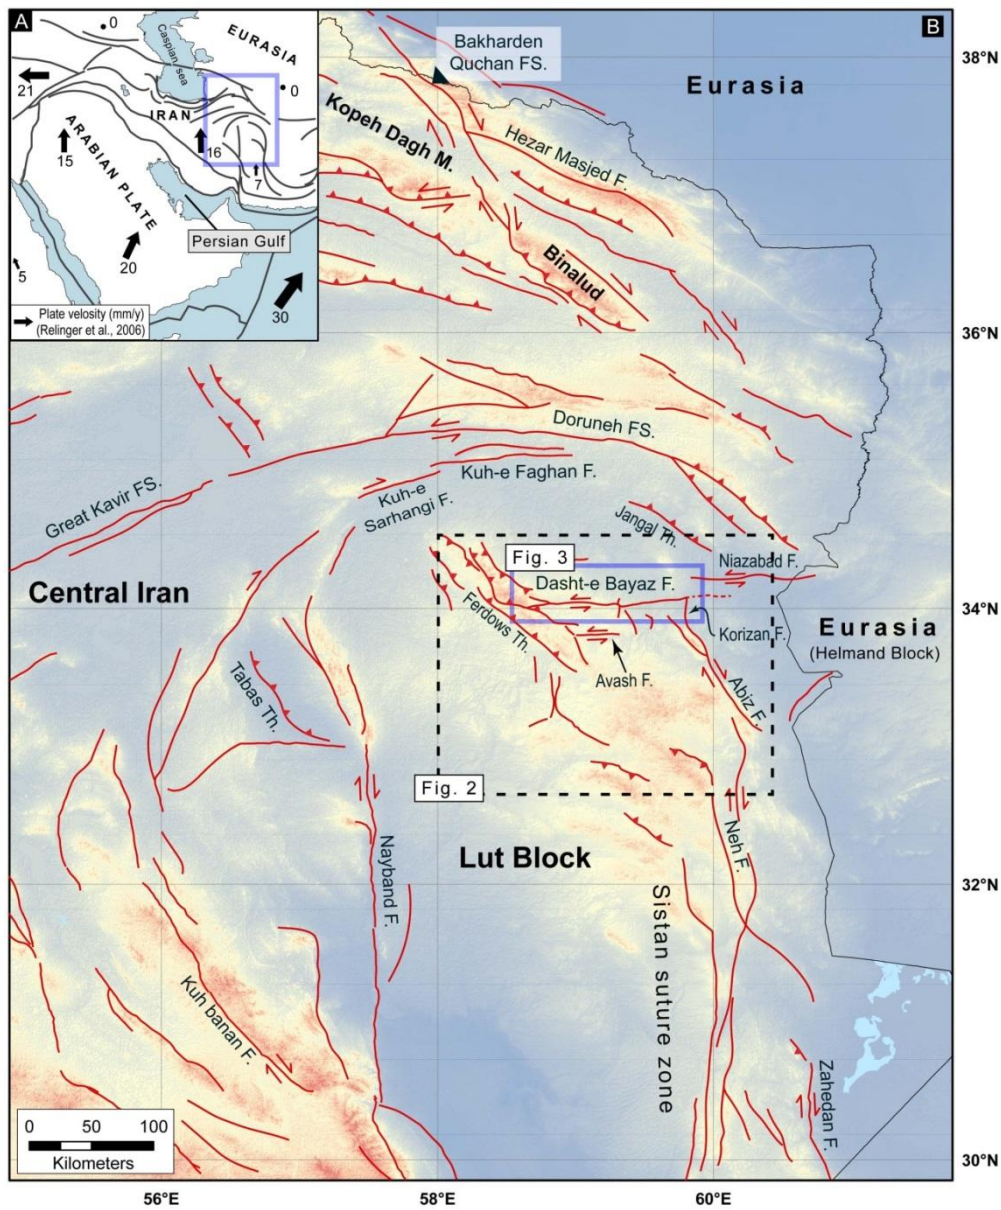 A
0
Caspian sea
EURASIA
21
0
IRAN
15
ARABIAN PLATE
16
7
Persian Gulf
20
5
30
Plate velosity (mm/y)
(Relinger et al., 2006)
B
Bakharden
Quchan FS.
Eurasia
38°N
Kopeh Dagh M.
Hezar Masjed F.
Binalud
36°N
Doruneh FS.
Kuh-e Faghan F.
Kuh-e
Sarhangi F.
Great Kavir FS.
Jangal Th.
Niazabad F.
Fig. 3
Dasht-e Bayaz F.
Central Iran
34°N
Ferdows Th.
Korizan F.
Eurasia
(Helmand Block)
Avash F.
Abiz F.
Tabas Th.
Fig. 2
Neh F.
Lut Block
Nayband F.
32°N
Sistan suture zone
Kuh banan F.
Zahedan F.
0 50 100
Kilometers
30°N
56°E 58°E 60°E